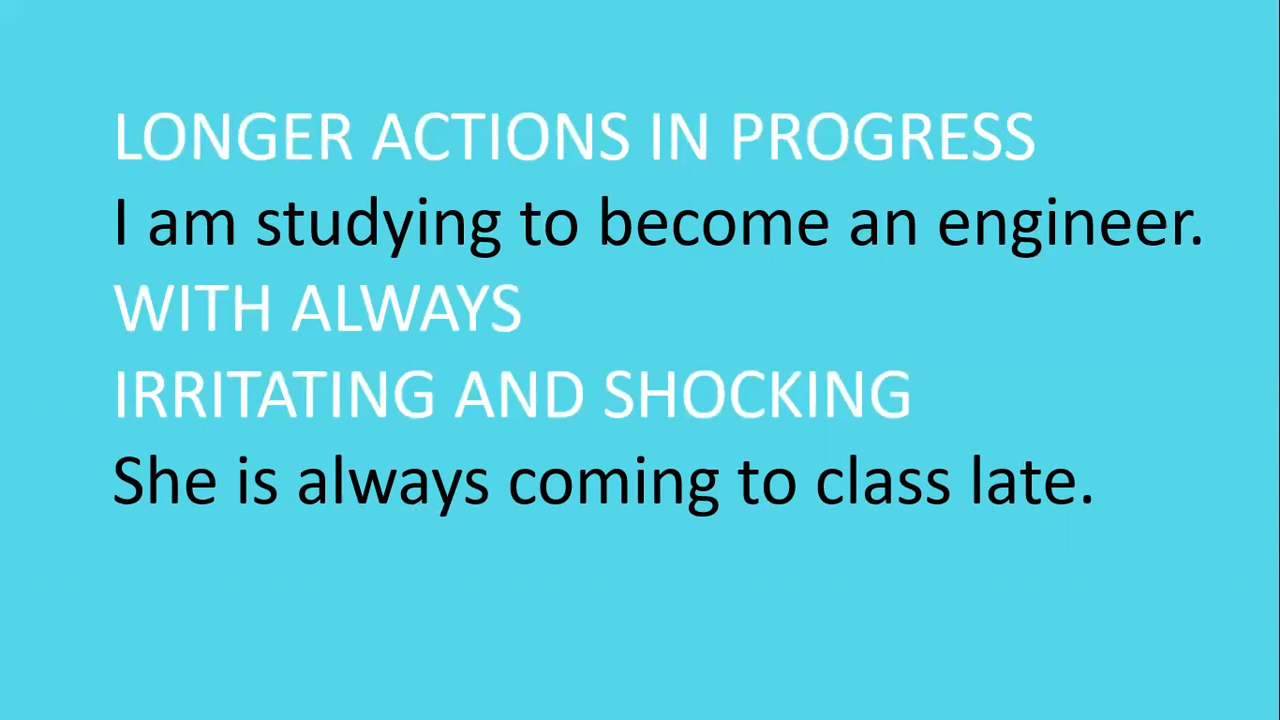 LONGER ACTIONS IN PROGRESS
I am studying to become an engineer.
WITH ALWAYS
IRRITATING AND SHOCKING
She is always coming to class late.